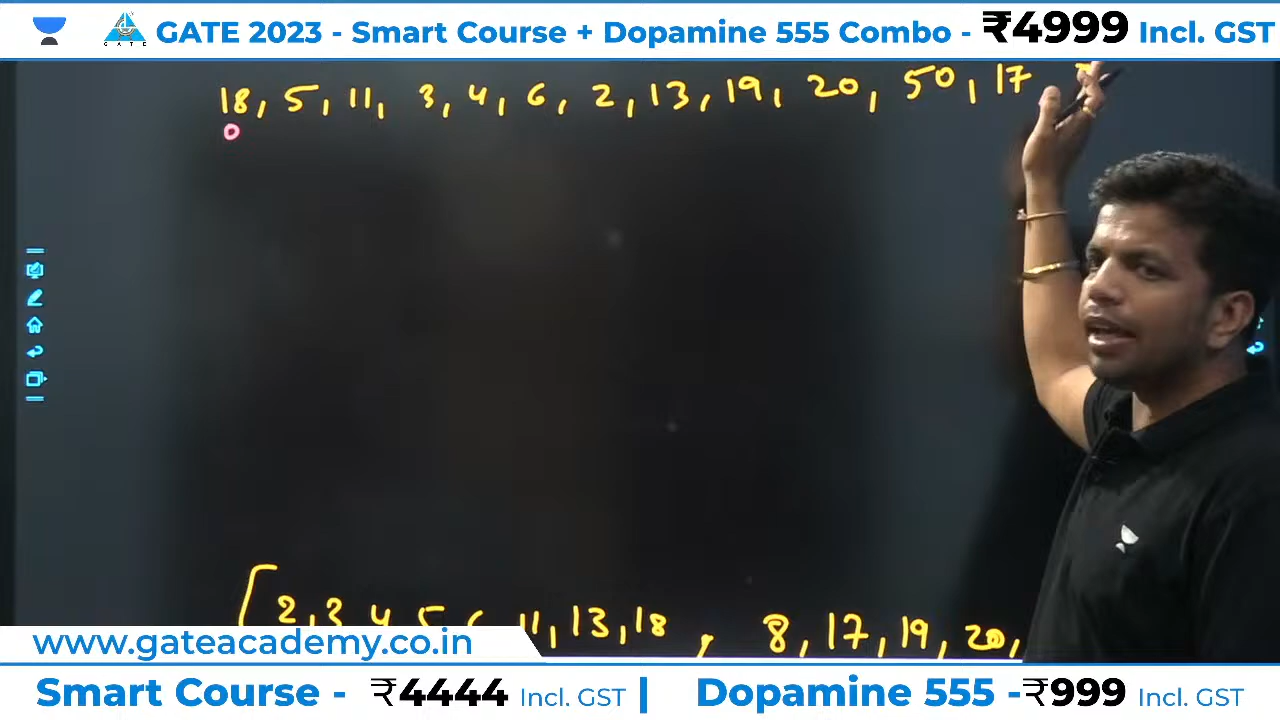 GATE 2023 - Smart Course + Dopamine 555 Combo - ₹4999 Incl. GST
GATE
18, 5, 11, 3, 4, 6, 2, 13, 19, 20, 50, 17
[2, 3 4 5 6 11, 13, 18, 8, 17, 19, 20,
www.gateacademy.co.in
Smart Course - ₹4444 Incl. GST | Dopamine 555 -₹999 Incl. GST